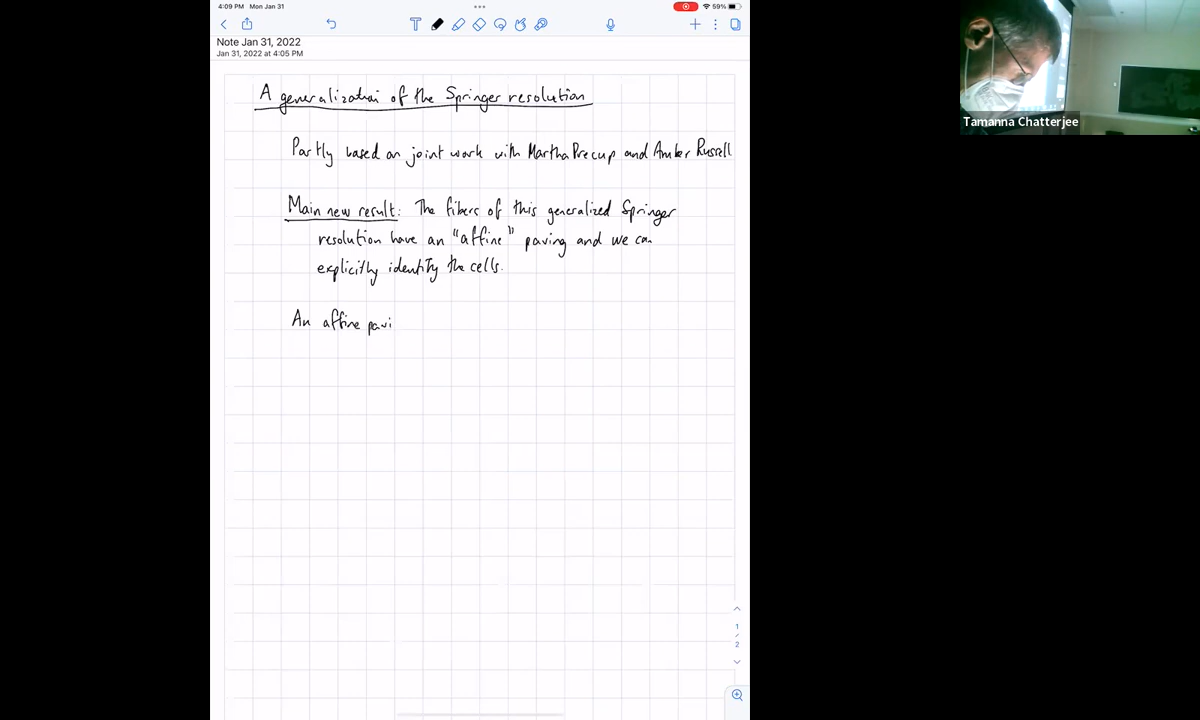 4:09 PM Mon Jan 31
59%
Note Jan 31, 2022
Jan 31, 2022 at 4:05 PM
A generalization of the Springer resolution
Partly based on joint work with Martha Precup and Amber Russell
Main new result: The fibers of this generalized Springer
resolution have an "affine" paving and we can
explicitly identify the cells.
An affine pavi
1
/
2
Tamanna Chatterjee